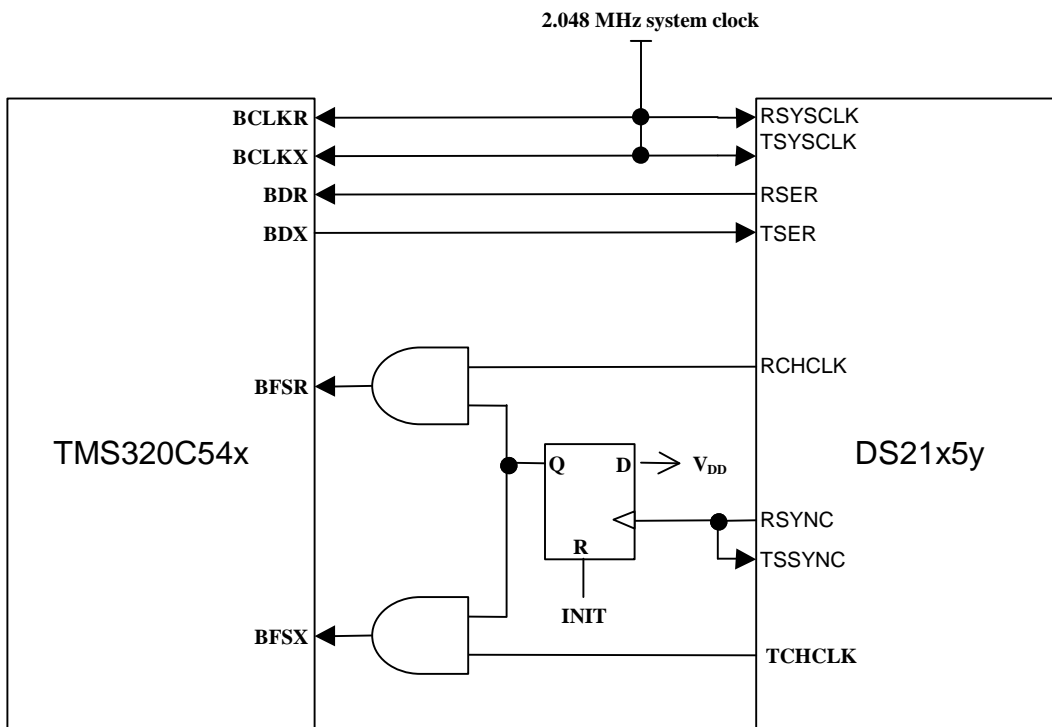 2.048 MHz system clock
BCLKR
RSYSCLK
BCLKX
TSYSCLK
BDR
RSER
BDX
TSER
BFSR
RCHCLK
TMS320C54x
Q
D
VDD
DS21x5y
RSYNC
R
TSSYNC
INIT
BFSX
TCHCLK